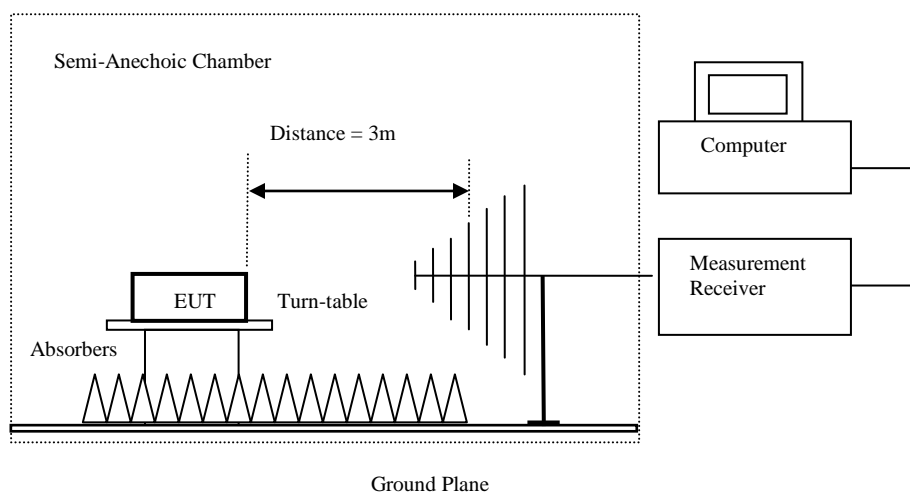 Semi-Anechoic Chamber
Distance = 3m
Computer
Measurement
Receiver
EUT
Turn-table
Absorbers
Ground Plane